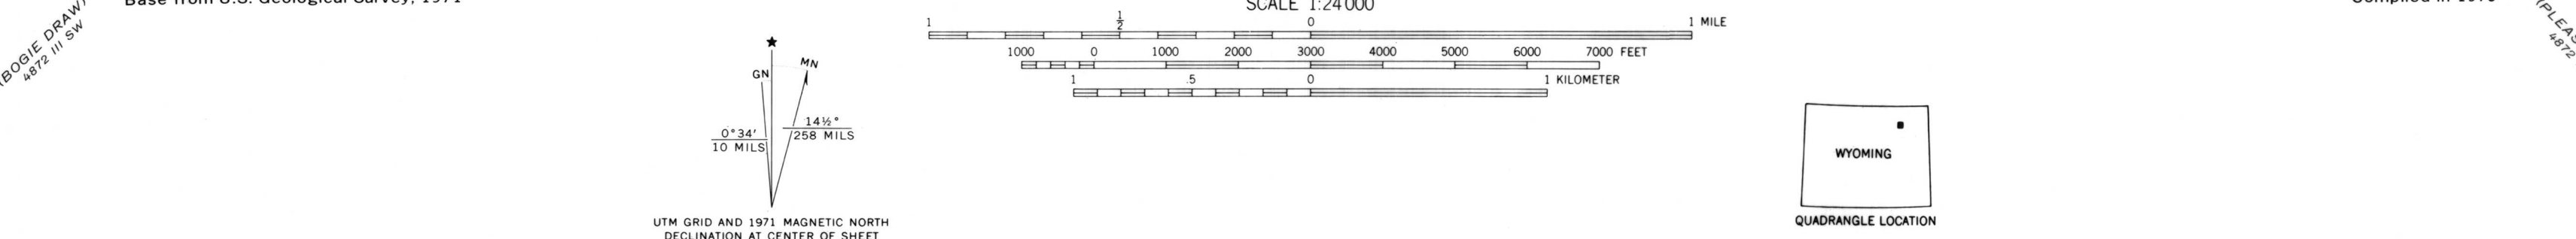 Base from U.S. Geological Survey, 1971
SCALE 1:24 000
(BOGIE DRAW)
4872 III SW
1 ½ 0 1 MILE
1000 0 1000 2000 3000 4000 5000 6000 7000 FEET
1 .5 0 1 KILOMETER
GN
MN
0°34'
10 MILS
14½°
258 MILS
UTM GRID AND 1971 MAGNETIC NORTH
DECLINATION AT CENTER OF SHEET
WYOMING
QUADRANGLE LOCATION
4872